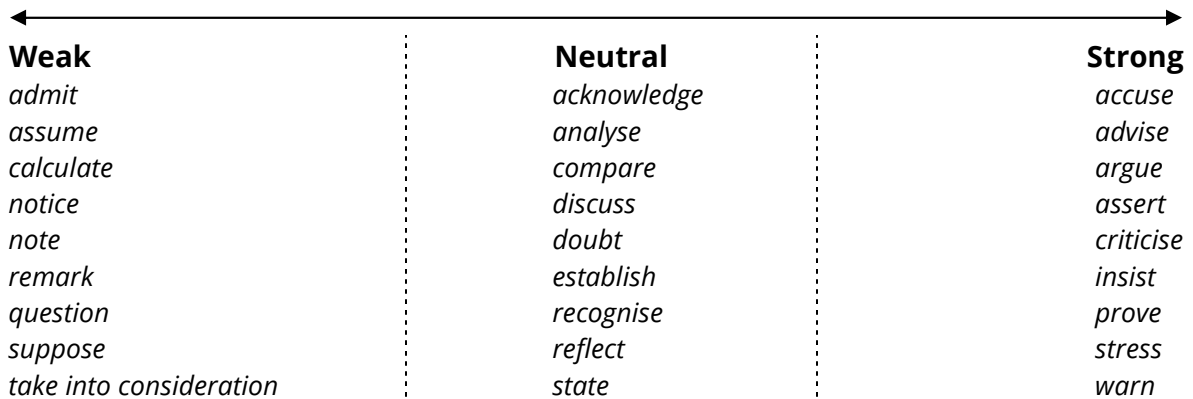 Weak Neutral Strong
admit acknowledge accuse
assume analyse advise
calculate compare argue
notice discuss assert
note doubt criticise
remark establish insist
question recognise prove
suppose reflect stress
take into consideration state warn